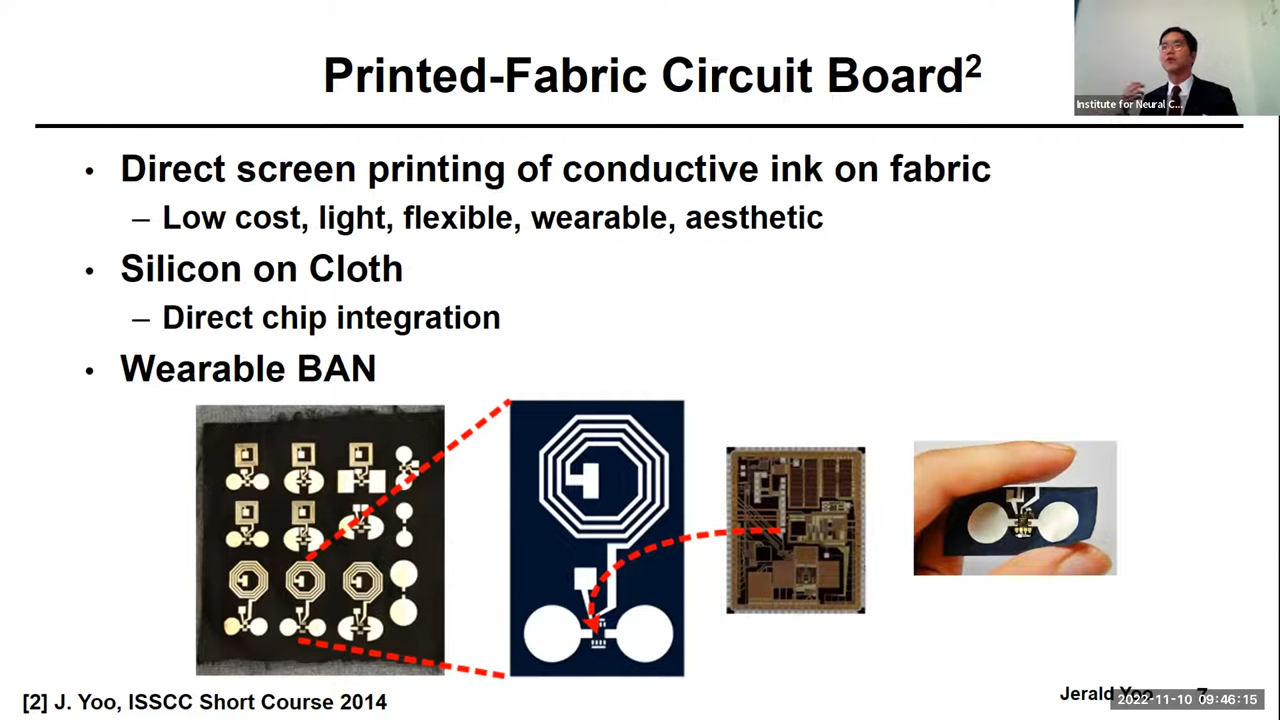 Printed-Fabric Circuit Board2
Institute for Neural C...
• Direct screen printing of conductive ink on fabric
– Low cost, light, flexible, wearable, aesthetic
• Silicon on Cloth
– Direct chip integration
• Wearable BAN
[2] J. Yoo, ISSCC Short Course 2014
Jerald Yoo 7
2022-11-10 09:46:15